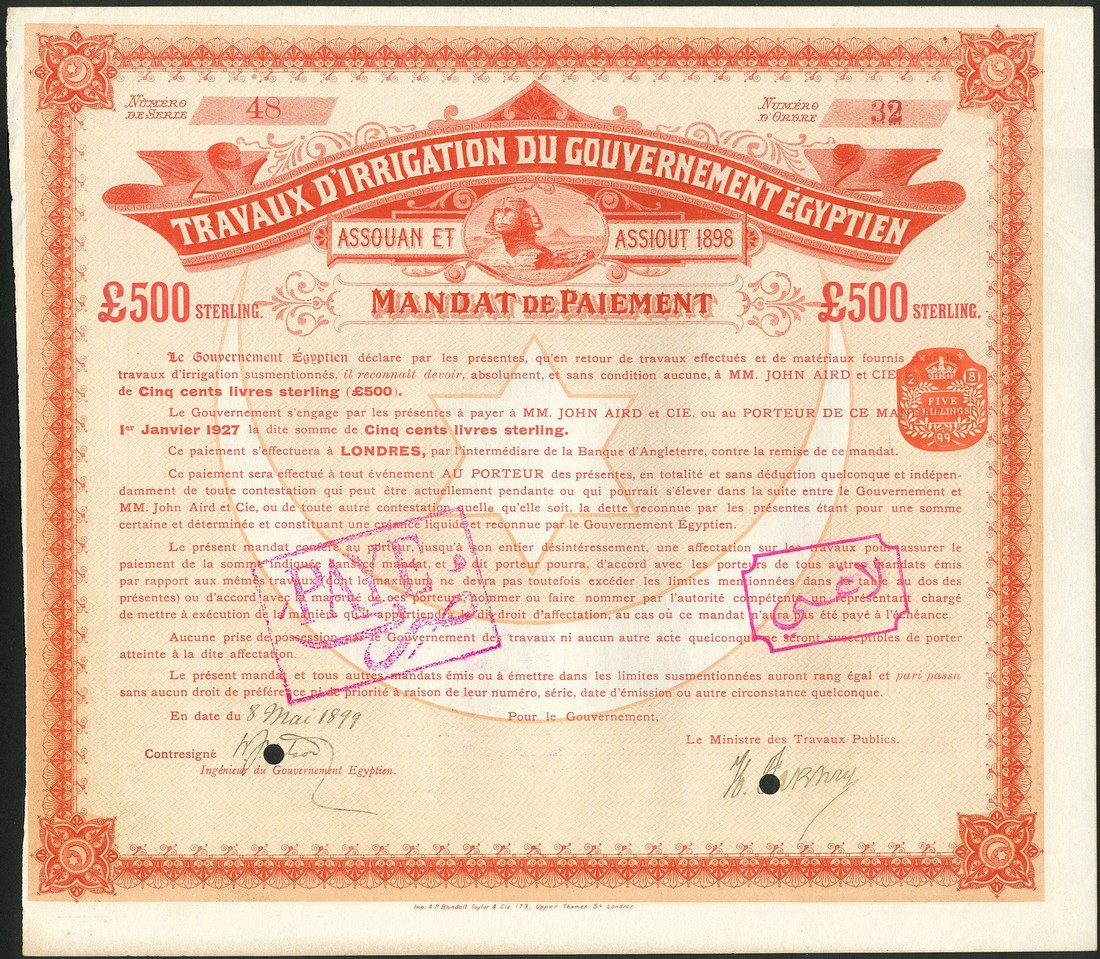 NUMÉRO DE SERIE 48
NUMÉRO D'ORDRE 32
TRAVAUX D'IRRIGATION DU GOUVERNEMENT ÉGYPTIEN
ASSOUAN ET ASSIOUT 1898
£500 STERLING. MANDAT DE PAIEMENT £500 STERLING.
Le Gouvernement Égyptien déclare par les présentes, qu'en retour de travaux effectués et de matériaux fournis
travaux d'irrigation susmentionnés, il reconnaît devoir, absolument, et sans condition aucune, à MM. JOHN AIRD et CIE
de Cinq cents livres sterling (£500).
FIVE SHILLINGS
99
Le Gouvernement s'engage par les présentes à payer à MM. JOHN AIRD et CIE, ou au PORTEUR DE CE MA
1er Janvier 1927 la dite somme de Cinq cents livres sterling.
Ce paiement s'effectuera à LONDRES, par l'intermédiare de la Banque d'Angleterre, contre la remise de ce mandat.
Ce paiement sera effectué à tout événement AU PORTEUR des présentes, en totalité et sans déduction quelconque et indépen-
damment de toute contestation qui peut être actuellement pendante ou qui pourrait s'élever dans la suite entre le Gouvernement et
MM. John Aird et Cie, ou de toute autre contestation quelle qu'elle soit, la dette reconnue par les présentes étant pour une somme
certaine et déterminée et constituant une créance liquide et reconnue par le Gouvernement Égyptien.
Le présent mandat confère au porteur jusqu'à son entier désintéressement, une affectation sur les travaux pour assurer le
paiement de la somme indiquée mandat, et tout porteur pourra, d'accord avec les porteurs de tous autres mandats émis
par rapport aux mêmes travaux (dont le maximum ne devra pas toutefois excéder les limites mentionnées dans au dos des
présentes) ou d'accord avec la majorité de ces porteurs nommer ou faire nommer par l'autorité compétente un représentant chargé
de mettre à exécution de la manière qu'il appartiendra le dit droit d'affectation, au cas où ce mandat n'aura pas été payé à l'échéance.
Aucune prise de possession par le Gouvernement des travaux ni aucun autre acte quelconque ne seront susceptibles de porter
atteinte à la dite affectation.
Le présent mandat et tous autres mandats émis ou à émettre dans les limites susmentionnées auront rang égal et pari passu
sans aucun droit de préférence ni de priorité à raison de leur numéro, série, date d'émission ou autre circonstance quelconque.
PAYÉ
لاغى
En date du 8 Mai 1899 Pour le Gouvernement,
Le Ministre des Travaux Publics.
Contresigné
Ingénieur du Gouvernement Egyptien.
H. Fakhry
Imp. Blundell, Taylor & Cie 173, Upper Thames St. Londres